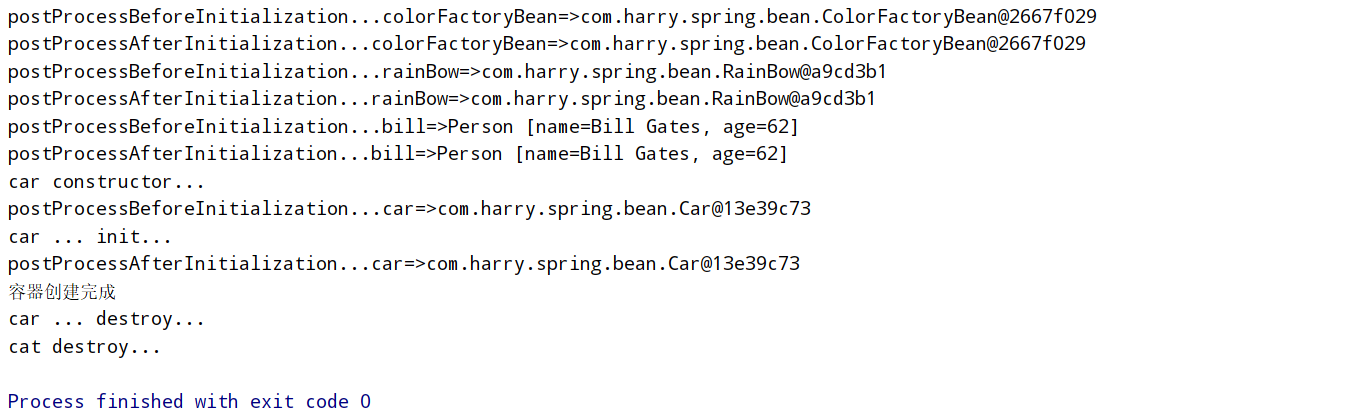 postProcessBeforeInitialization...colorFactoryBean=>com.harry.spring.bean.ColorFactoryBean@2667f029
postProcessAfterInitialization...colorFactoryBean=>com.harry.spring.bean.ColorFactoryBean@2667f029
postProcessBeforeInitialization...rainBow=>com.harry.spring.bean.RainBow@a9cd3b1
postProcessAfterInitialization...rainBow=>com.harry.spring.bean.RainBow@a9cd3b1
postProcessBeforeInitialization...bill=>Person [name=Bill Gates, age=62]
postProcessAfterInitialization...bill=>Person [name=Bill Gates, age=62]
car constructor...
postProcessBeforeInitialization...car=>com.harry.spring.bean.Car@13e39c73
car ... init...
postProcessAfterInitialization...car=>com.harry.spring.bean.Car@13e39c73
容器创建完成
car ... destroy...
cat destroy...
Process finished with exit code 0